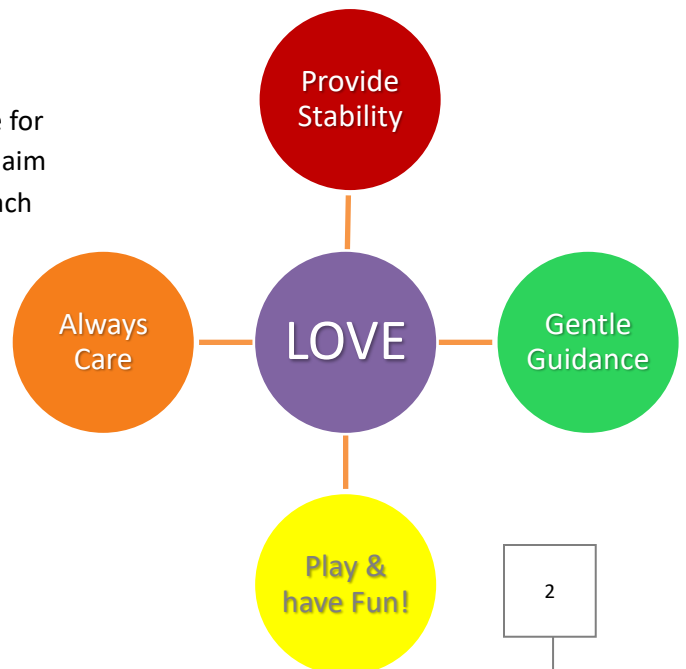 Provide
Stability
e for
aim
ach
Always
Care
LOVE
Gentle
Guidance
Play &
have Fun!
2